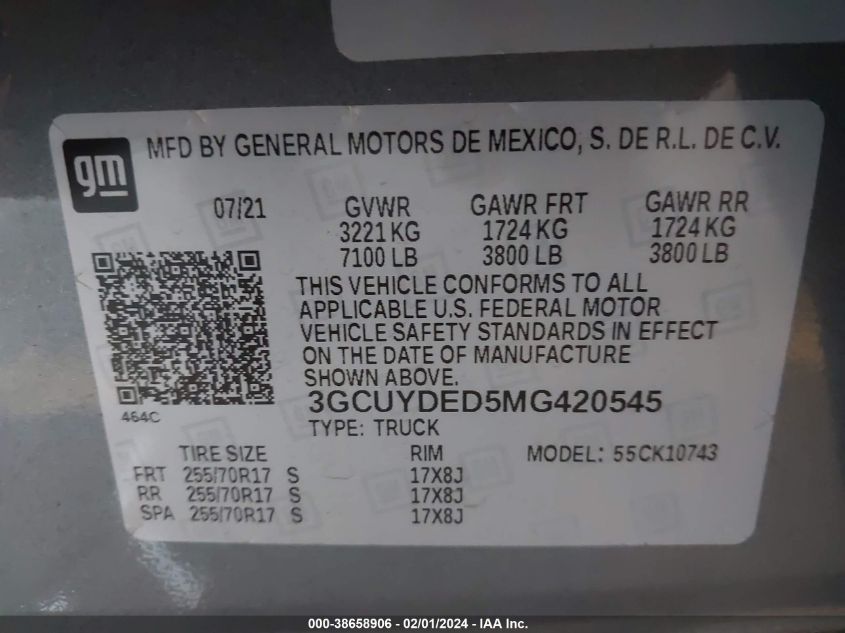 gm
MFD BY GENERAL MOTORS DE MEXICO, S. DE R.L. DE C.V.
07/21 GVWR GAWR FRT GAWR RR
3221 KG 1724 KG 1724 KG
7100 LB 3800 LB 3800 LB
THIS VEHICLE CONFORMS TO ALL
APPLICABLE U.S. FEDERAL MOTOR
VEHICLE SAFETY STANDARDS IN EFFECT
ON THE DATE OF MANUFACTURE
SHOWN ABOVE.
464C
3GCUYDED5MG420545
TYPE: TRUCK
TIRE SIZE RIM MODEL: 55CK10743
FRT 255/70R17 S 17X8J
RR 255/70R17 S 17X8J
SPA 255/70R17 S 17X8J
000-38658906 - 02/01/2024 - IAA Inc.